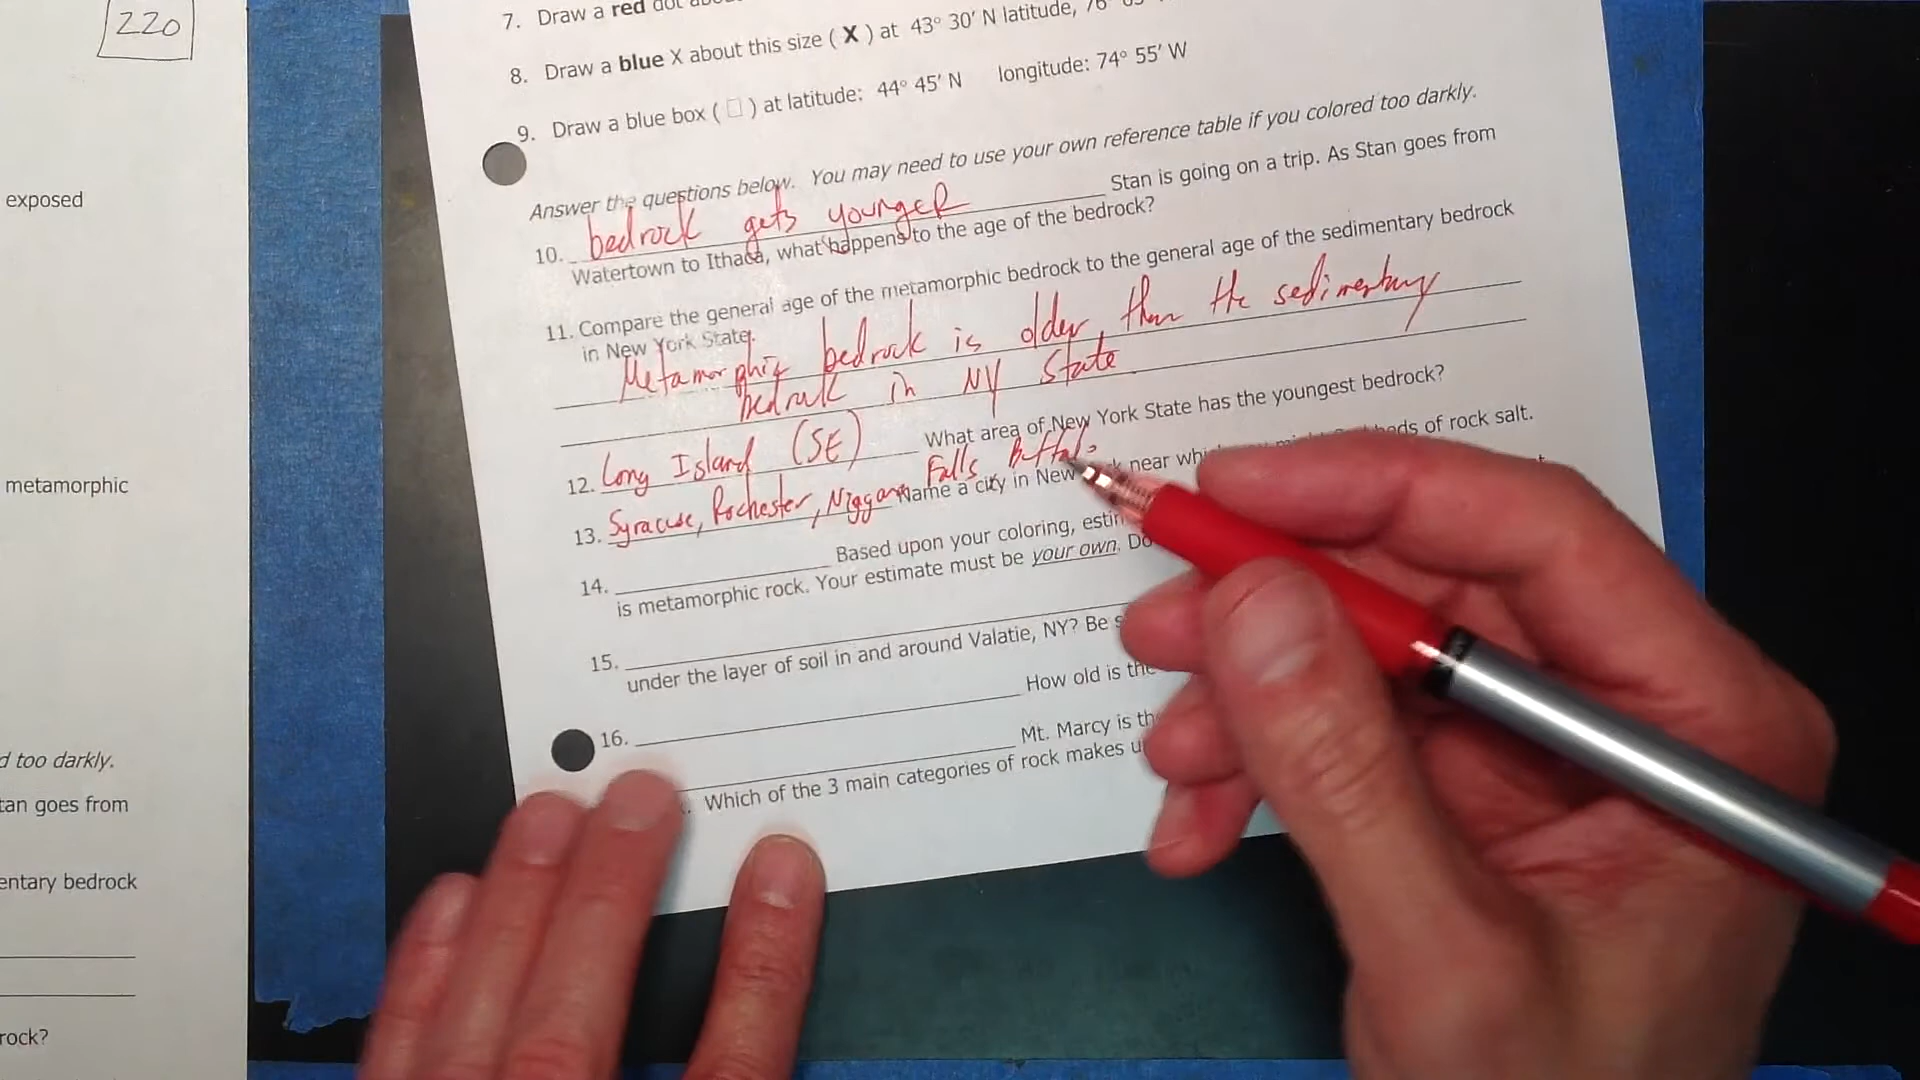 220
exposed
metamorphic
d too darkly.
tan goes from
entary bedrock
rock?
7. Draw a red dot
8. Draw a blue X about this size ( X ) at 43° 30' N latitude,
9. Draw a blue box ( □ ) at latitude: 44° 45' N longitude: 74° 55' W
Answer the questions below. You may need to use your own reference table if you colored too darkly.
10. bedrock gets younger Stan is going on a trip. As Stan goes from
Watertown to Ithaca, what happens to the age of the bedrock?
11. Compare the general age of the metamorphic bedrock to the general age of the sedimentary bedrock
in New York State.
Metamorphic bedrock is older than the sedimentary
bedrock in NY State
12. Long Island (SE) What area of New York State has the youngest bedrock?
Falls Buffalo
13. Syracuse, Rochester, Niggara Name a city in New near beds of rock salt.
14. Based upon your coloring,
is metamorphic rock. Your estimate must be your own.
15.
under the layer of soil in and around Valatie, NY? Be
16. How old is the
Mt. Marcy is the
Which of the 3 main categories of rock makes